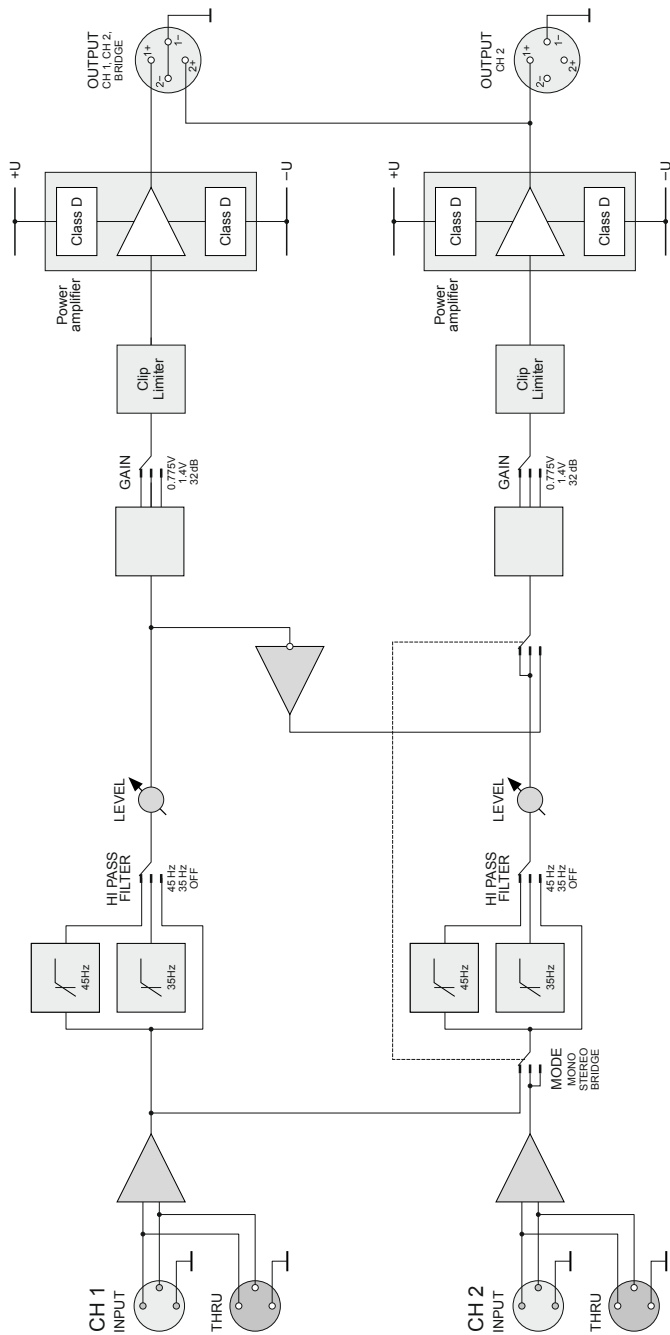 CH 1
INPUT
THRU
45Hz
35Hz
HI PASS
FILTER
45 Hz
35 Hz
OFF
LEVEL
GAIN
0.775V
1.4V
32dB
Clip
Limiter
Power
amplifier
+U
Class D
Class D
–U
OUTPUT
CH 1, CH 2,
BRIDGE
1+
1–
2–
2+
CH 2
INPUT
THRU
MODE
MONO
STEREO
BRIDGE
45Hz
35Hz
HI PASS
FILTER
45 Hz
35 Hz
OFF
LEVEL
GAIN
0.775V
1.4V
32dB
Clip
Limiter
Power
amplifier
+U
Class D
Class D
–U
OUTPUT
CH 2
1+
1–
2–
2+